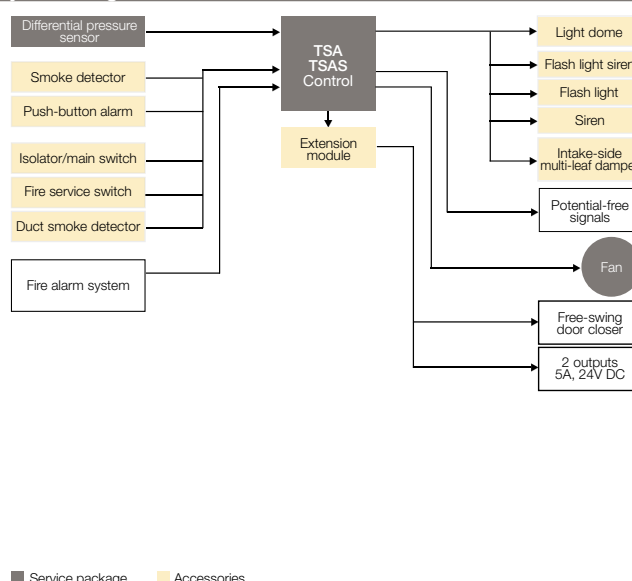 Differential pressure
sensor
Smoke detector
Push-button alarm
Isolator/main switch
Fire service switch
Duct smoke detector
Fire alarm system
TSA
TSAS
Control
Extension
module
Light dome
Flash light siren
Flash light
Siren
Intake-side
multi-leaf damper
Potential-free
signals
Fan
Free-swing
door closer
2 outputs
5A, 24V DC
Service package
Accessories